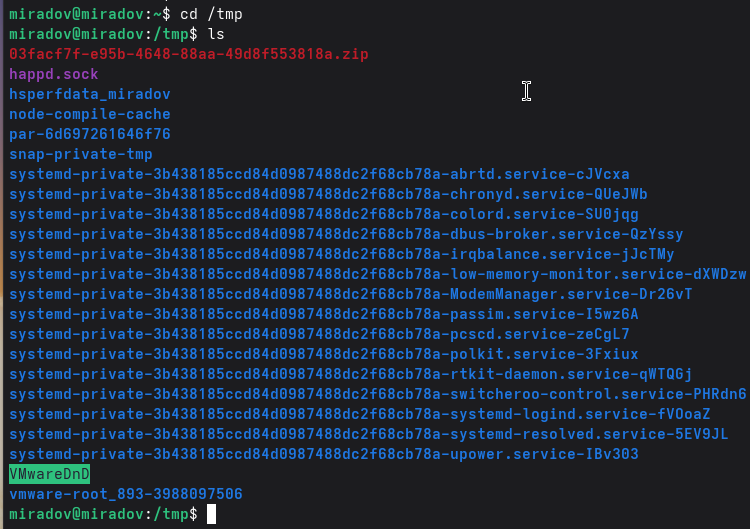 miradov@miradov:~$ cd /tmp
miradov@miradov:/tmp$ ls
03facf7f-e95b-4648-88aa-49d8f553818a.zip
happd.sock
hsperfdata_miradov
node-compile-cache
par-6d697261646f76
snap-private-tmp
systemd-private-3b438185ccd84d0987488dc2f68cb78a-abrtd.service-cJVcxa
systemd-private-3b438185ccd84d0987488dc2f68cb78a-chronyd.service-QUeJWb
systemd-private-3b438185ccd84d0987488dc2f68cb78a-colord.service-SU0jqg
systemd-private-3b438185ccd84d0987488dc2f68cb78a-dbus-broker.service-QzYssy
systemd-private-3b438185ccd84d0987488dc2f68cb78a-irqbalance.service-jJcTMy
systemd-private-3b438185ccd84d0987488dc2f68cb78a-low-memory-monitor.service-dXWDzw
systemd-private-3b438185ccd84d0987488dc2f68cb78a-ModemManager.service-Dr26vT
systemd-private-3b438185ccd84d0987488dc2f68cb78a-passim.service-I5wz6A
systemd-private-3b438185ccd84d0987488dc2f68cb78a-pcscd.service-zeCgL7
systemd-private-3b438185ccd84d0987488dc2f68cb78a-polkit.service-3Fxiux
systemd-private-3b438185ccd84d0987488dc2f68cb78a-rtkit-daemon.service-qWTQGj
systemd-private-3b438185ccd84d0987488dc2f68cb78a-switcheroo-control.service-PHRdn6
systemd-private-3b438185ccd84d0987488dc2f68cb78a-systemd-logind.service-fVOoaZ
systemd-private-3b438185ccd84d0987488dc2f68cb78a-systemd-resolved.service-5EV9JL
systemd-private-3b438185ccd84d0987488dc2f68cb78a-upower.service-IBv303
VMwareDnD
vmware-root_893-3988097506
miradov@miradov:/tmp$